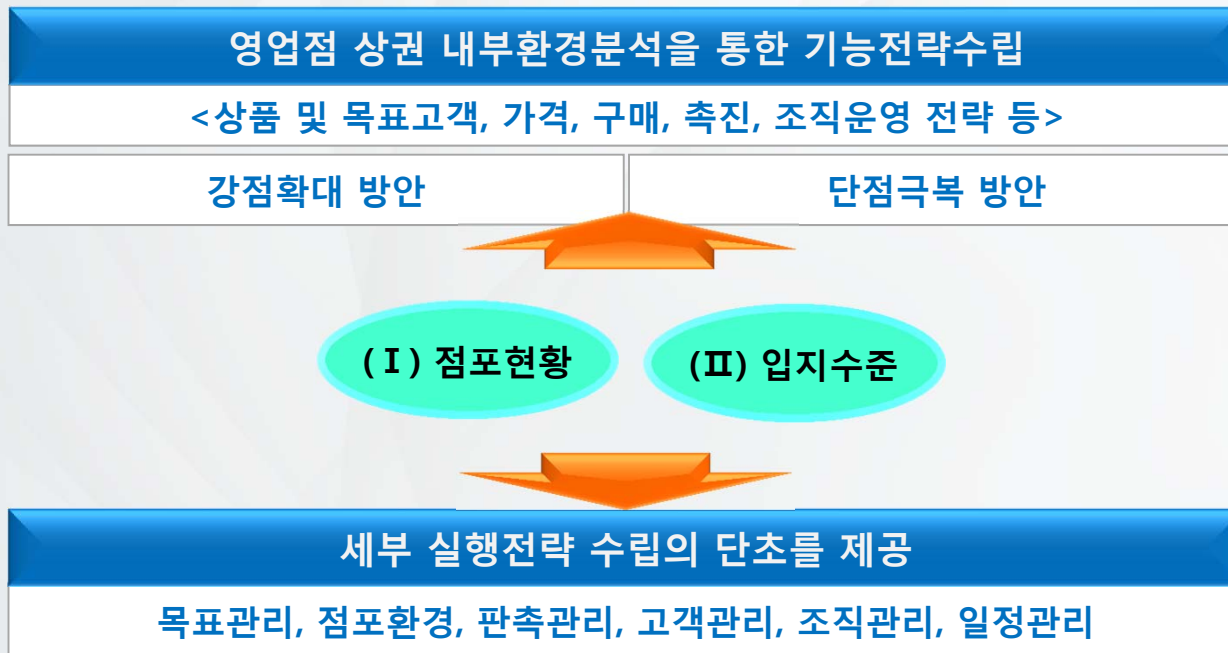 영업점 상권 내부환경분석을 통한 기능전략수립
<상품 및 목표고객, 가격, 구매, 촉진, 조직운영 전략 등>
강점확대 방안
단점극복 방안
(Ⅰ) 점포현황
(Ⅱ) 입지수준
세부 실행전략 수립의 단초를 제공
목표관리, 점포환경, 판촉관리, 고객관리, 조직관리, 일정관리